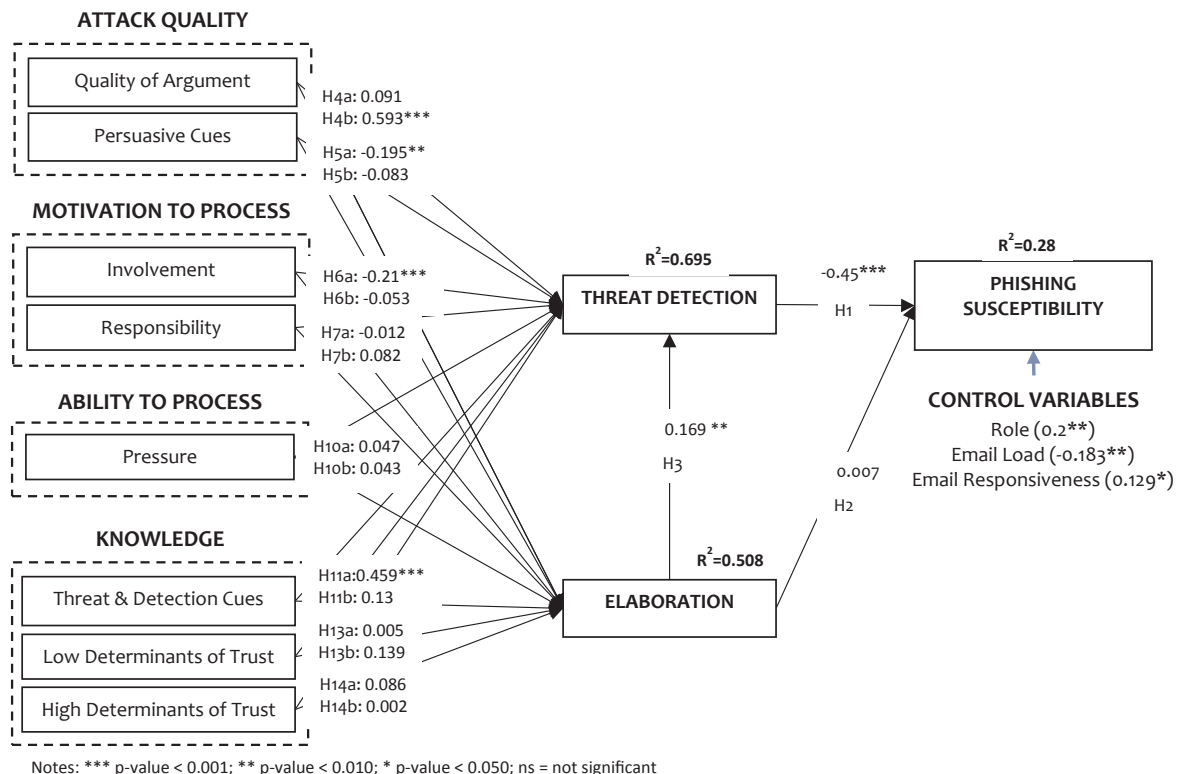 ATTACK QUALITY
Quality of Argument
Persuasive Cues
H4a: 0.091
H4b: 0.593***
H5a: -0.195**
H5b: -0.083
MOTIVATION TO PROCESS
Involvement
Responsibility
H6a: -0.21***
H6b: -0.053
H7a: -0.012
H7b: 0.082
ABILITY TO PROCESS
Pressure
H10a: 0.047
H10b: 0.043
KNOWLEDGE
Threat & Detection Cues
Low Determinants of Trust
High Determinants of Trust
H11a:0.459***
H11b: 0.13
H13a: 0.005
H13b: 0.139
H14a: 0.086
H14b: 0.002
R²=0.695
THREAT DETECTION
-0.45***
H1
0.169 **
H3
R²=0.508
ELABORATION
0.007
H2
R²=0.28
PHISHING
SUSCEPTIBILITY
CONTROL VARIABLES
Role (0.2**)
Email Load (-0.183**)
Email Responsiveness (0.129*)
Notes: *** p-value < 0.001; ** p-value < 0.010; * p-value < 0.050; ns = not significant